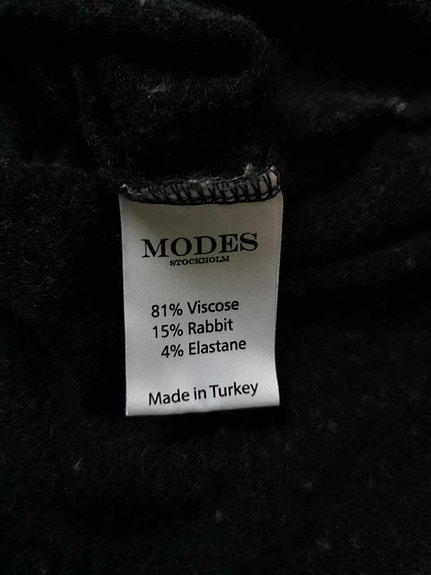 MODES
STOCKHOLM
81% Viscose
15% Rabbit
4% Elastane
Made in Turkey